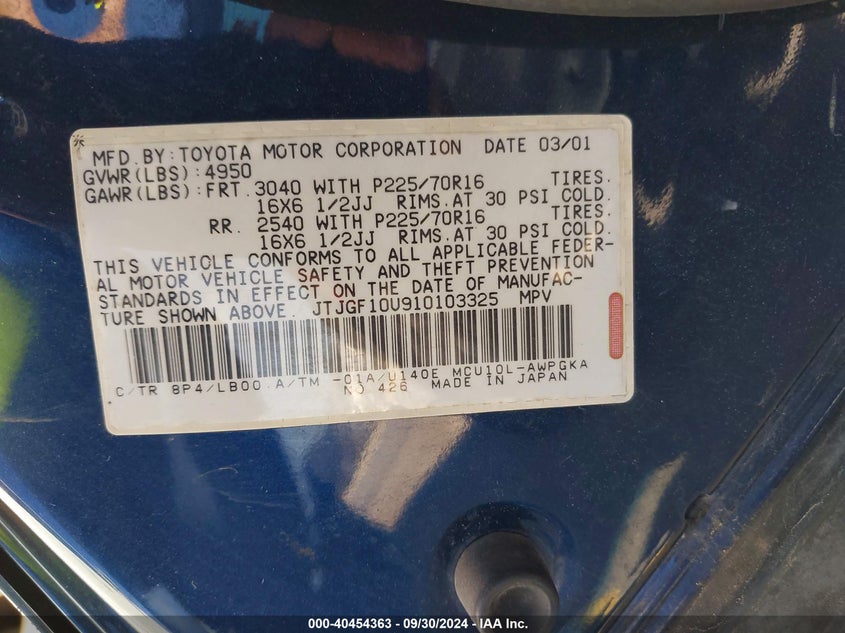 MFD.BY:TOYOTA MOTOR CORPORATION DATE 03/01
GVWR(LBS):4950
GAWR(LBS):FRT. 3040 WITH P225/70R16 TIRES.
16X6 1/2JJ RIMS.AT 30 PSI COLD.
RR. 2540 WITH P225/70R16 TIRES.
16X6 1/2JJ RIMS.AT 30 PSI COLD.
THIS VEHICLE CONFORMS TO ALL APPLICABLE FEDER-
AL MOTOR VEHICLE SAFETY AND THEFT PREVENTION
STANDARDS IN EFFECT ON THE DATE OF MANUFAC-
TURE SHOWN ABOVE. JTJGF10U910103325 MPV
C/TR 8P4/LB00 A/TM -01A/U140E MCU10L-AWPGKA
NO 426 MADE IN JAPAN
000-40454363 - 09/30/2024 - IAA Inc.